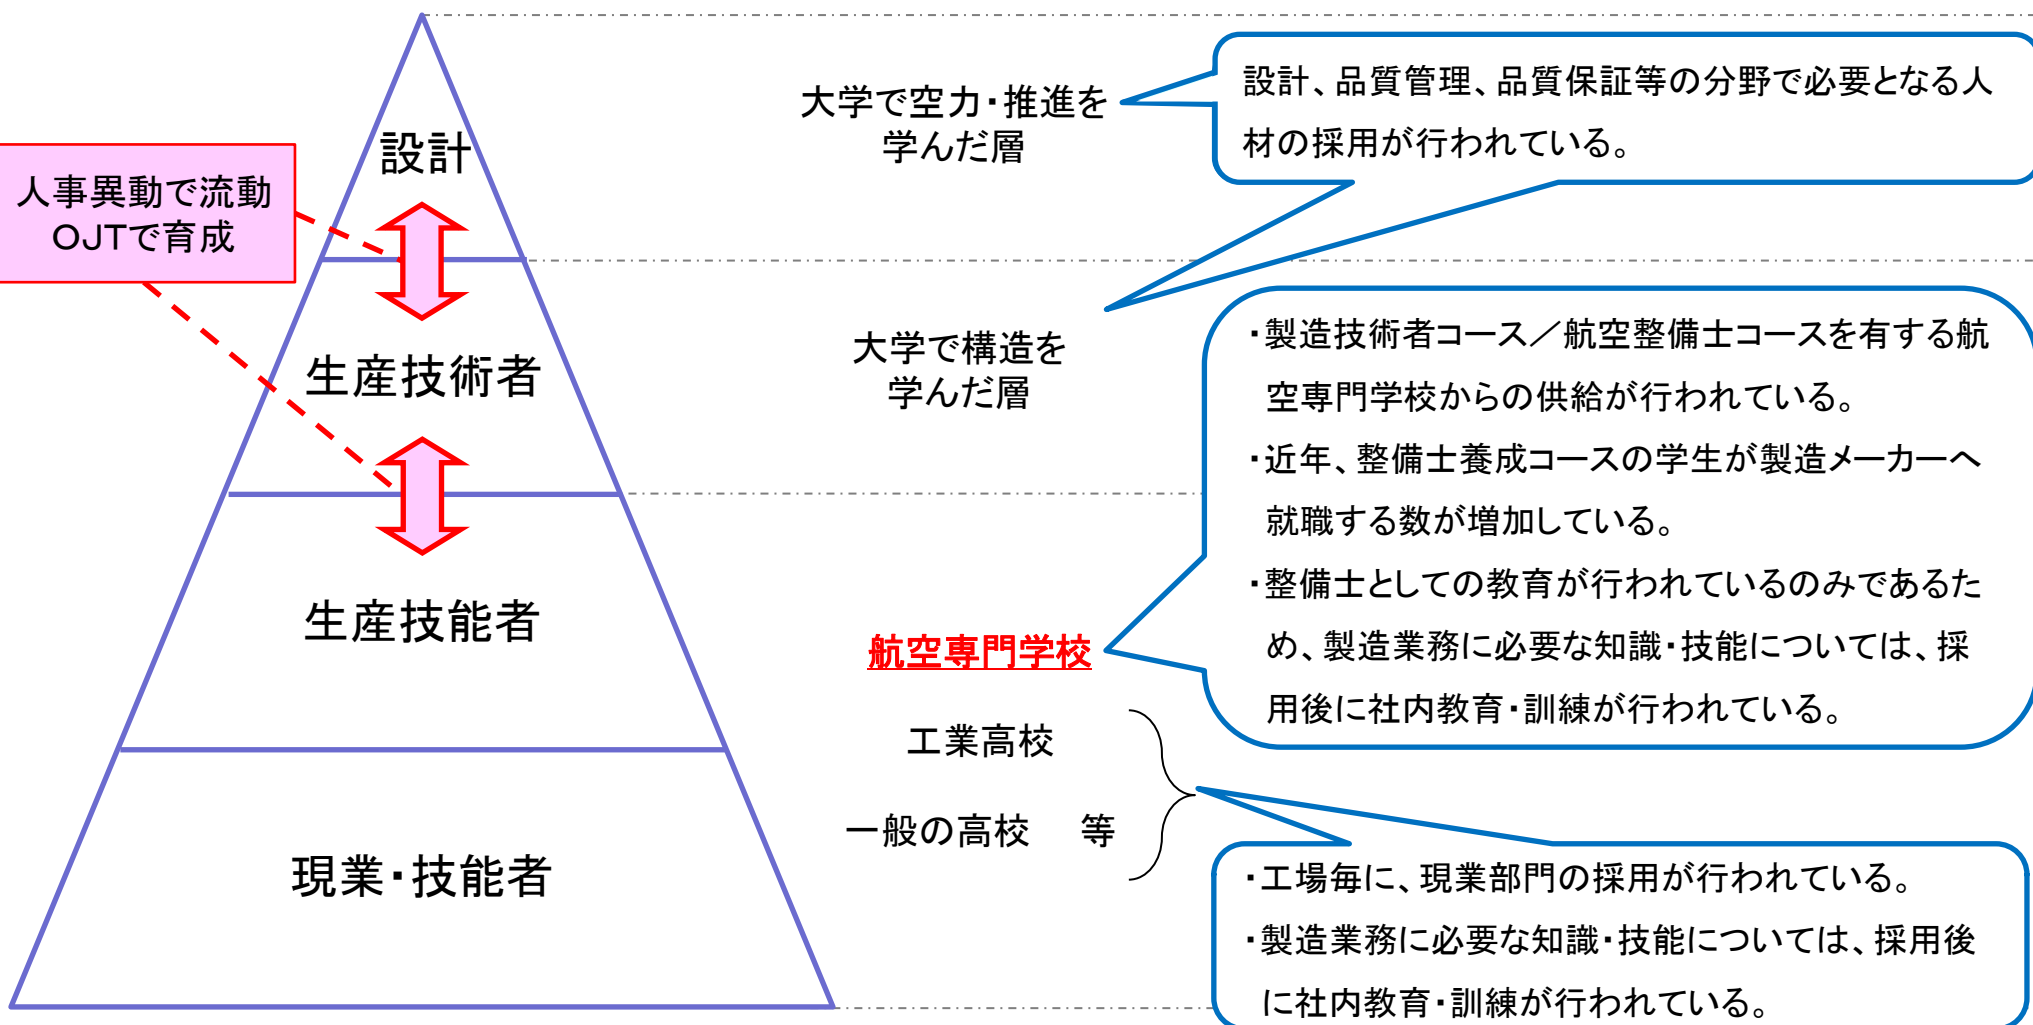 設計
人事異動で流動
OJTで育成
生産技術者
生産技能者
現業・技能者
大学で空力・推進を
学んだ層
大学で構造を
学んだ層
航空専門学校
工業高校
一般の高校　等
設計、品質管理、品質保証等の分野で必要となる人
材の採用が行われている。
・製造技術者コース／航空整備士コースを有する航
空専門学校からの供給が行われている。
・近年、整備士養成コースの学生が製造メーカーへ
就職する数が増加している。
・整備士としての教育が行われているのみであるた
め、製造業務に必要な知識・技能については、採
用後に社内教育・訓練が行われている。
・工場毎に、現業部門の採用が行われている。
・製造業務に必要な知識・技能については、採用後
に社内教育・訓練が行われている。